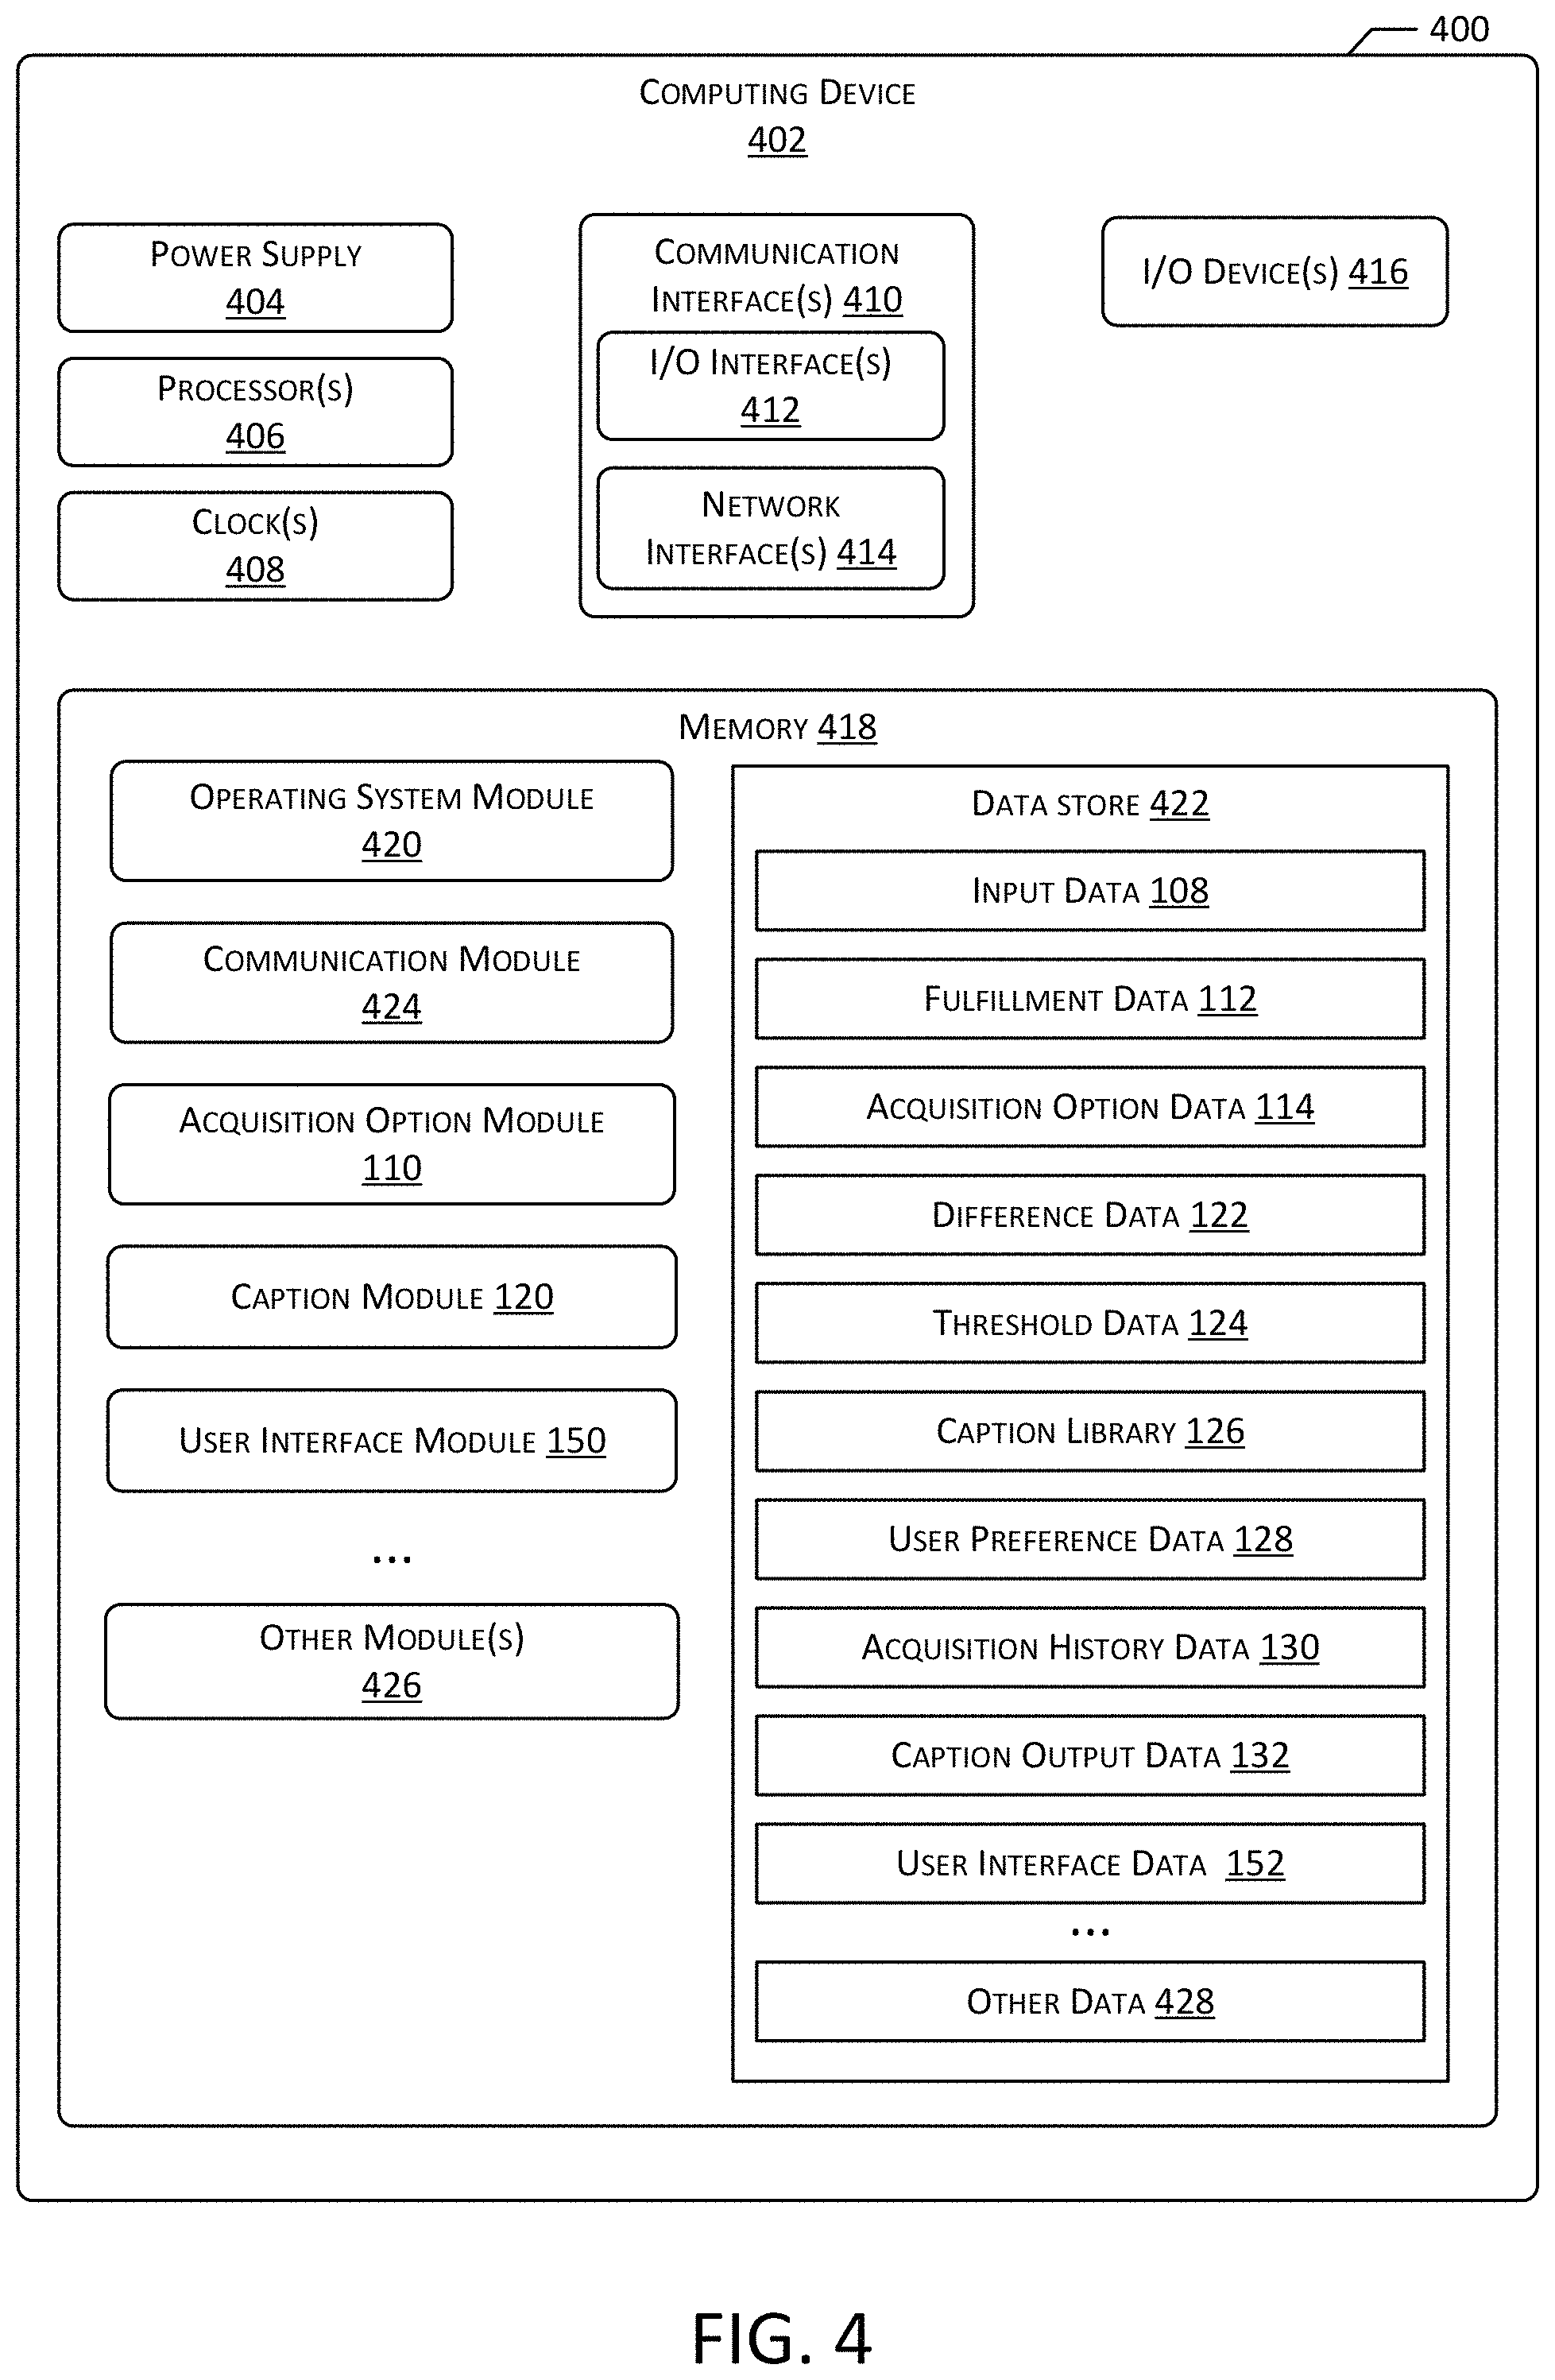 400
COMPUTING DEVICE
402
POWER SUPPLY
404
PROCESSOR(S)
406
CLOCK(S)
408
COMMUNICATION
INTERFACE(S) 410
I/O INTERFACE(S)
412
NETWORK
INTERFACE(S) 414
I/O DEVICE(S) 416
MEMORY 418
OPERATING SYSTEM MODULE
420
COMMUNICATION MODULE
424
ACQUISITION OPTION MODULE
110
CAPTION MODULE 120
USER INTERFACE MODULE 150
...
OTHER MODULE(S)
426
DATA STORE 422
INPUT DATA 108
FULFILLMENT DATA 112
ACQUISITION OPTION DATA 114
DIFFERENCE DATA 122
THRESHOLD DATA 124
CAPTION LIBRARY 126
USER PREFERENCE DATA 128
ACQUISITION HISTORY DATA 130
CAPTION OUTPUT DATA 132
USER INTERFACE DATA 152
...
OTHER DATA 428
FIG. 4